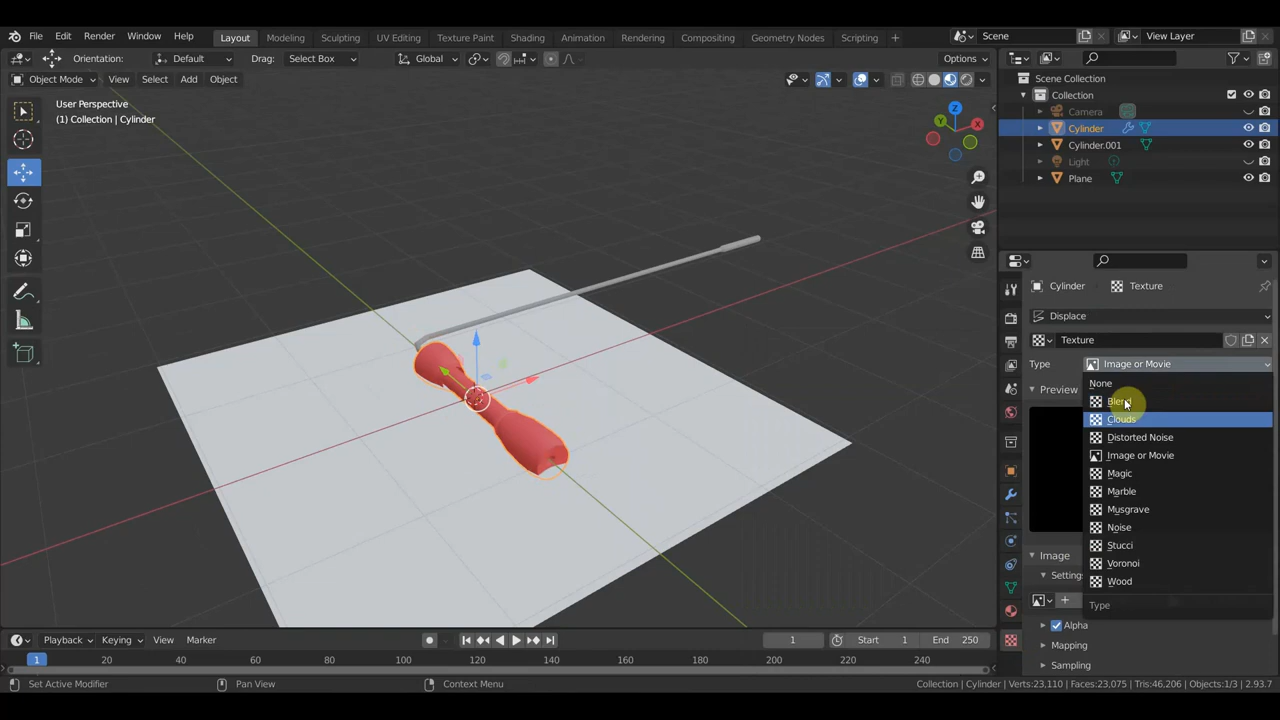 File Edit Render Window Help Layout Modeling Sculpting UV Editing Texture Paint Shading Animation Rendering Compositing Geometry Nodes Scripting + Scene View Layer
Orientation: Default Drag: Select Box Global Options
Object Mode View Select Add Object
User Perspective
(1) Collection | Cylinder
Z
Y
X
Scene Collection
Collection
Camera
Cylinder
Cylinder.001
Light
Plane
Cylinder Texture
Displace
Texture
Type Image or Movie
Preview
None
Blend
Clouds
Distorted Noise
Image or Movie
Magic
Marble
Musgrave
Noise
Stucci
Voronoi
Wood
Type
Image
Settings
Alpha
Mapping
Sampling
Playback Keying View Marker 1 Start 1 End 250
1 20 40 60 80 100 120 140 160 180 200 220 240
Set Active Modifier Pan View Context Menu Collection | Cylinder | Verts:23,110 | Faces:23,075 | Tris:46,206 | Objects:1/3 | 2.93.7